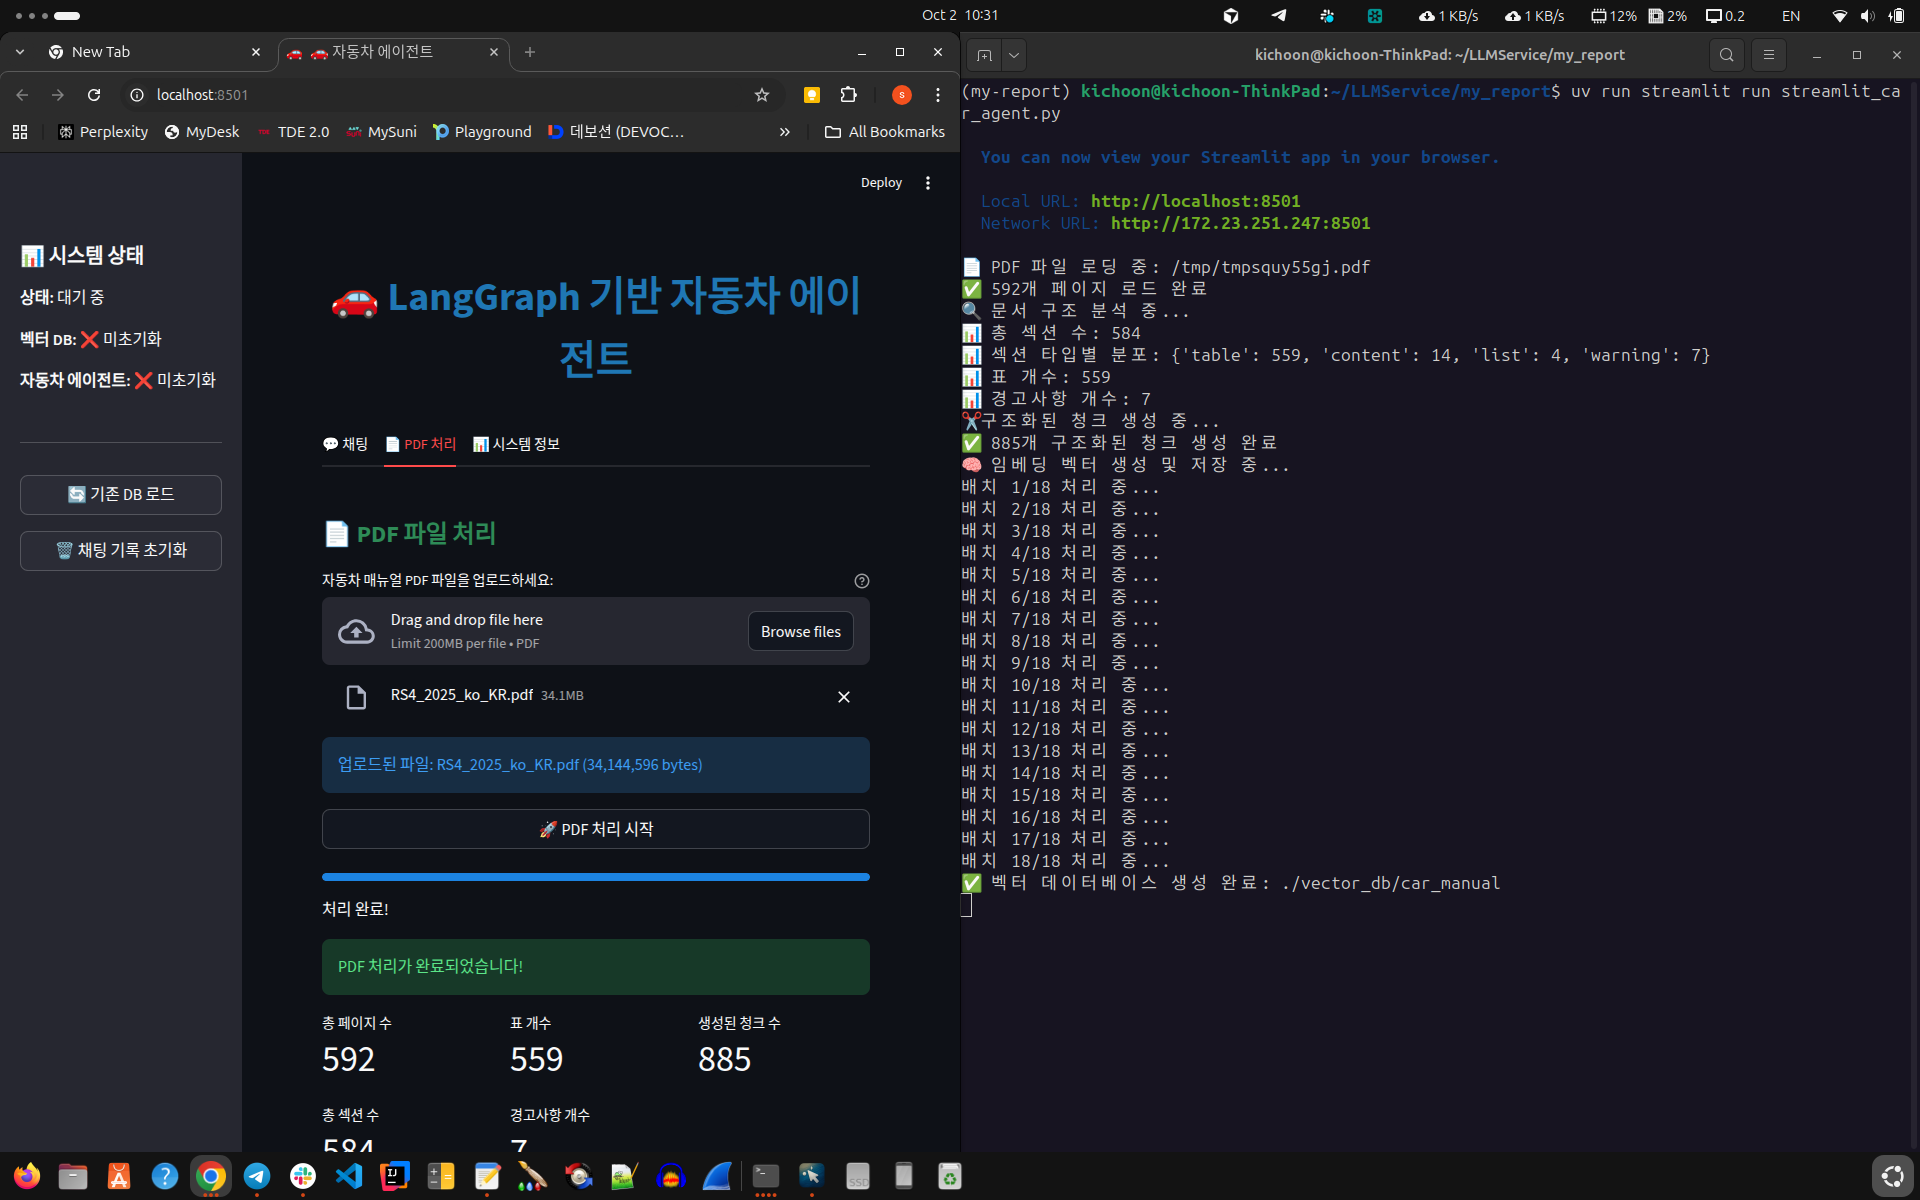 Oct 2 10:31
1 KB/s
1 KB/s
12%
2%
0.2
EN
New Tab
자동차 에이전트
localhost:8501
Perplexity
MyDesk
TDE 2.0
MySuni
Playground
데보션 (DEVOC...
»
All Bookmarks
Deploy
시스템 상태
상태: 대기 중
벡터 DB: ❌ 미초기화
자동차 에이전트: ❌ 미초기화
기존 DB 로드
채팅 기록 초기화
🚗 LangGraph 기반 자동차 에이
전트
💬 채팅
📄 PDF 처리
📊 시스템 정보
📄 PDF 파일 처리
자동차 매뉴얼 PDF 파일을 업로드하세요:
Drag and drop file here
Limit 200MB per file • PDF
Browse files
RS4_2025_ko_KR.pdf 34.1MB
업로드된 파일: RS4_2025_ko_KR.pdf (34,144,596 bytes)
🚀 PDF 처리 시작
처리 완료!
PDF 처리가 완료되었습니다!
총 페이지 수
592
표 개수
559
생성된 청크 수
885
총 섹션 수
584
경고사항 개수
7
kichoon@kichoon-ThinkPad: ~/LLMService/my_report
(my-report) kichoon@kichoon-ThinkPad:~/LLMService/my_report$ uv run streamlit run streamlit_ca
r_agent.py
You can now view your Streamlit app in your browser.
Local URL: http://localhost:8501
Network URL: http://172.23.251.247:8501
📄 PDF 파일 로딩 중: /tmp/tmpsquy55gj.pdf
✅ 592개 페이지 로드 완료
🔍 문서 구조 분석 중...
📊 총 섹션 수: 584
📊 섹션 타입별 분포: {'table': 559, 'content': 14, 'list': 4, 'warning': 7}
📊 표 개수: 559
📊 경고사항 개수: 7
✂️구조화된 청크 생성 중...
✅ 885개 구조화된 청크 생성 완료
🧠 임베딩 벡터 생성 및 저장 중...
배치 1/18 처리 중...
배치 2/18 처리 중...
배치 3/18 처리 중...
배치 4/18 처리 중...
배치 5/18 처리 중...
배치 6/18 처리 중...
배치 7/18 처리 중...
배치 8/18 처리 중...
배치 9/18 처리 중...
배치 10/18 처리 중...
배치 11/18 처리 중...
배치 12/18 처리 중...
배치 13/18 처리 중...
배치 14/18 처리 중...
배치 15/18 처리 중...
배치 16/18 처리 중...
배치 17/18 처리 중...
배치 18/18 처리 중...
✅ 벡터 데이터베이스 생성 완료: ./vector_db/car_manual